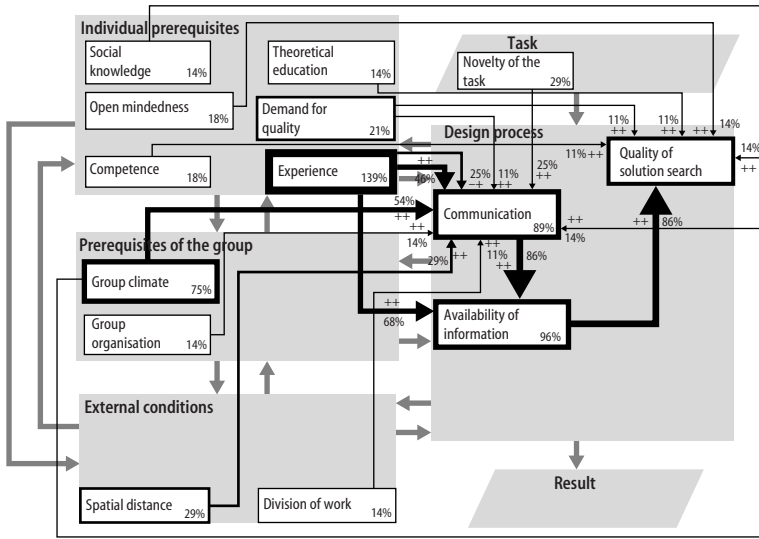 Individual prerequisites
Social
knowledge
14%
Theoretical
education
14%
Open mindedness
18%
Demand for
quality
21%
Competence
18%
Experience
139%
Task
Novelty of the
task
29%
Design process
11%
++
11%
++
++
14%
11%
++
Quality of
solution search
14%
++
++
46%
25%
–+
11%
++
25%
++
54%
++
++
14%
Communication
89%
++
14%
++
86%
Prerequisites of the group
Group climate
75%
Group
organisation
14%
29%
++
++
11%
++
86%
++
68%
Availability of
information
96%
External conditions
Spatial distance
29%
Division of work
14%
Result